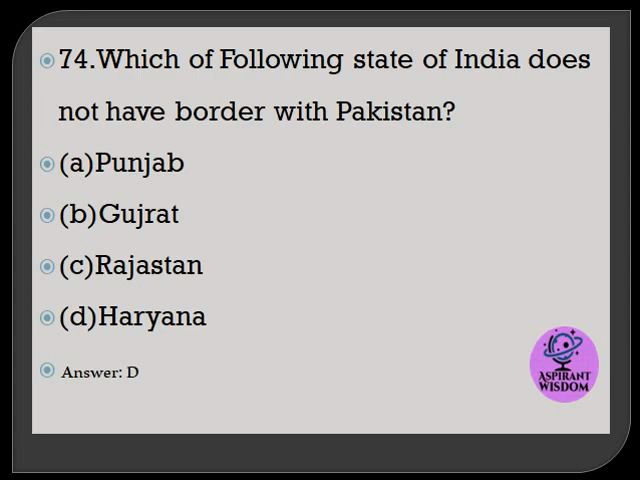 74.Which of Following state of India does
not have border with Pakistan?
(a)Punjab
(b)Gujrat
(c)Rajastan
(d)Haryana
Answer: D
ASPIRANT
WISDOM